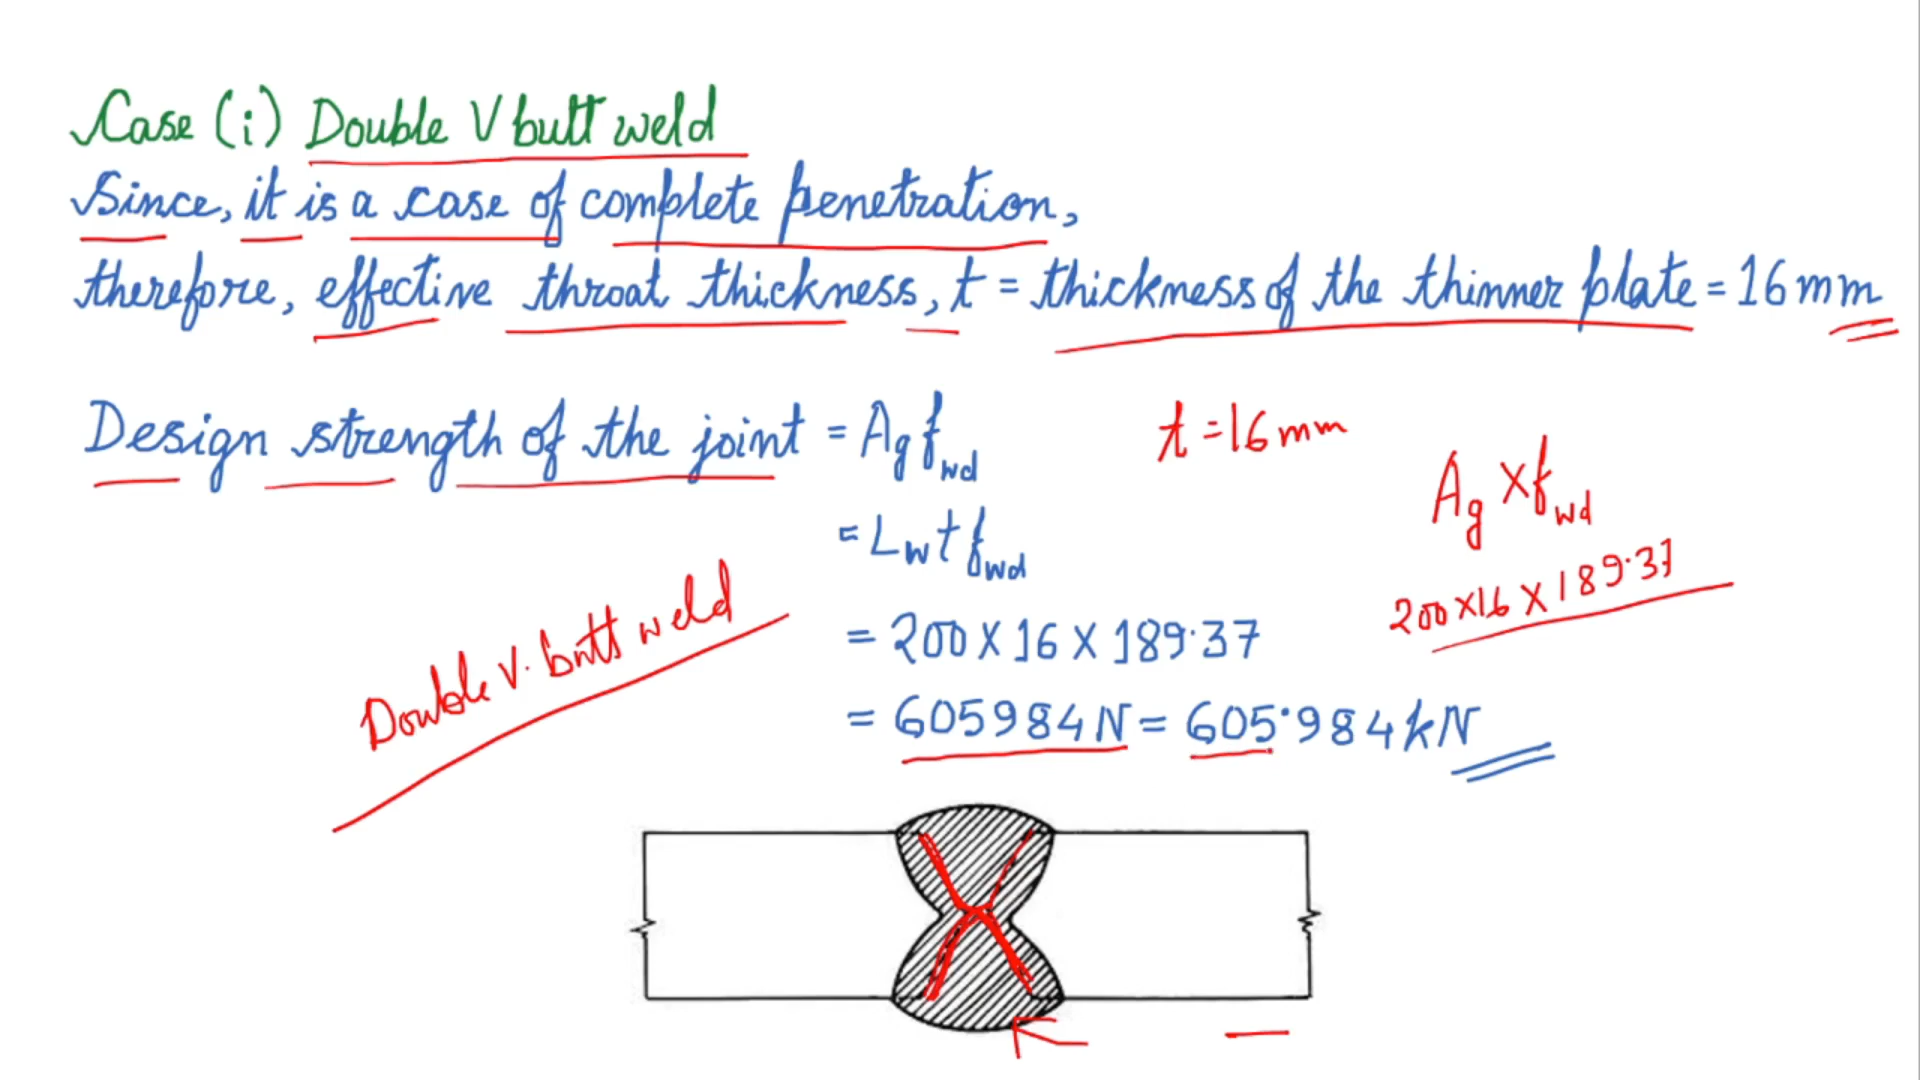 Case (i) Double V butt weld
Since, it is a case of complete penetration,
therefore, effective throat thickness, t = thickness of the thinner plate = 16 mm
Design strength of the joint = Ag fwd
t = 16 mm
Ag × fwd
= Lw t fwd
200 × 16 × 189.37
= 200 × 16 × 189.37
Double V. butt weld
= 605984 N = 605.984 kN